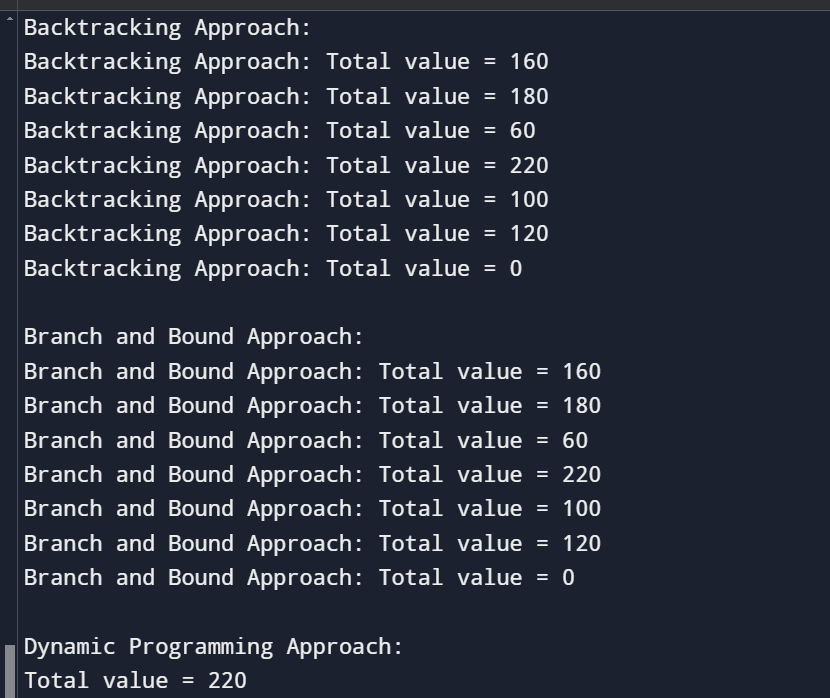 Backtracking Approach:
Backtracking Approach: Total value = 160
Backtracking Approach: Total value = 180
Backtracking Approach: Total value = 60
Backtracking Approach: Total value = 220
Backtracking Approach: Total value = 100
Backtracking Approach: Total value = 120
Backtracking Approach: Total value = 0
Branch and Bound Approach:
Branch and Bound Approach: Total value = 160
Branch and Bound Approach: Total value = 180
Branch and Bound Approach: Total value = 60
Branch and Bound Approach: Total value = 220
Branch and Bound Approach: Total value = 100
Branch and Bound Approach: Total value = 120
Branch and Bound Approach: Total value = 0
Dynamic Programming Approach:
Total value = 220